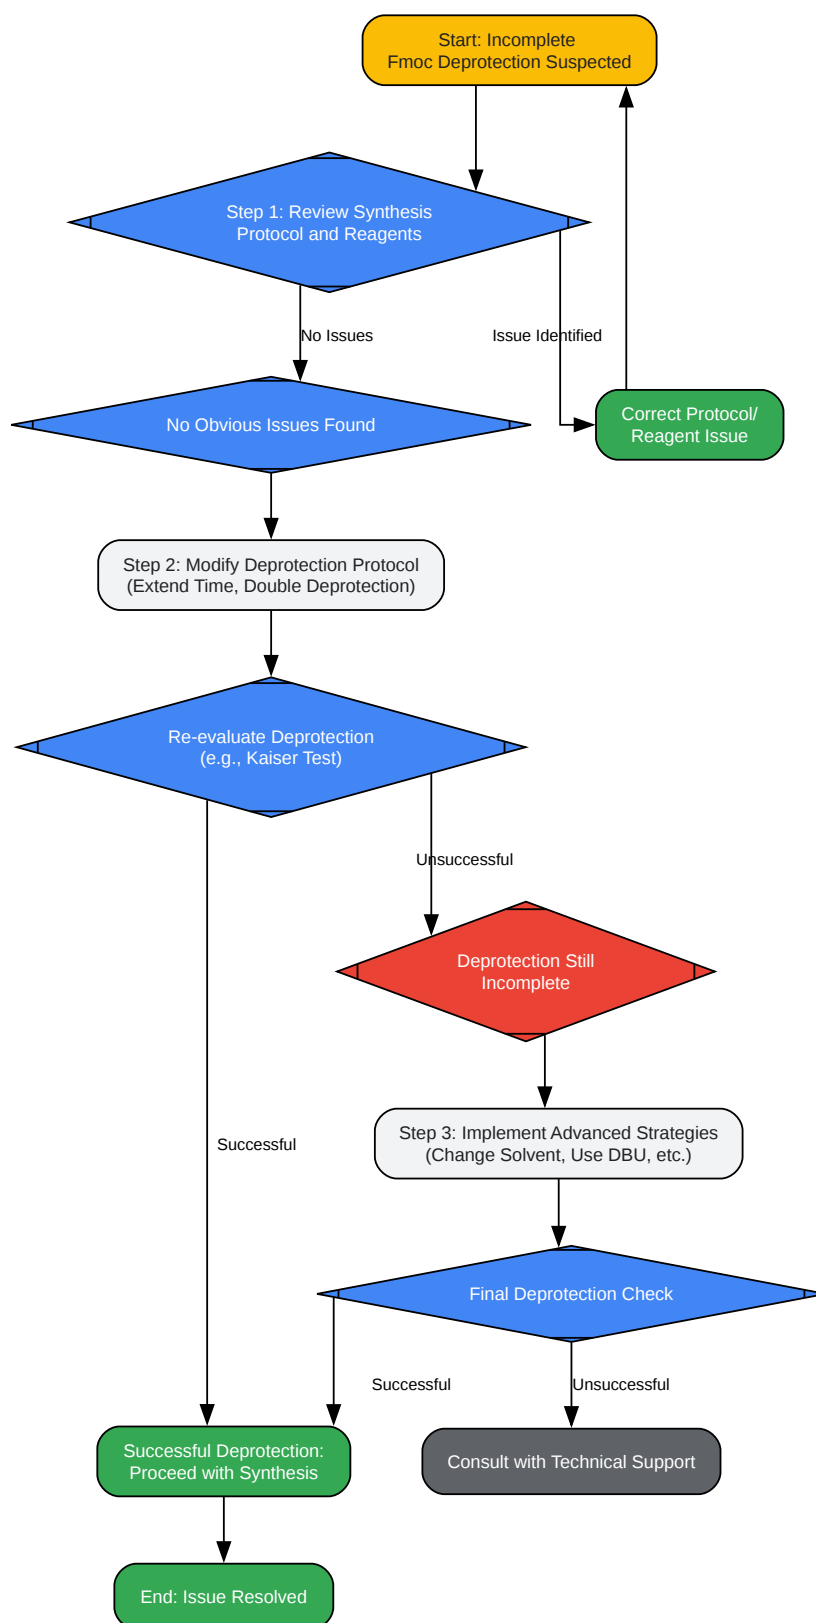 Start: Incomplete
Fmoc Deprotection Suspected
Step 1: Review Synthesis
Protocol and Reagents
No Issues
Issue Identified
No Obvious Issues Found
Correct Protocol/
Reagent Issue
Step 2: Modify Deprotection Protocol
(Extend Time, Double Deprotection)
Re-evaluate Deprotection
(e.g., Kaiser Test)
Unsuccessful
Deprotection Still
Incomplete
Successful
Step 3: Implement Advanced Strategies
(Change Solvent, Use DBU, etc.)
Final Deprotection Check
Successful
Unsuccessful
Successful Deprotection:
Proceed with Synthesis
Consult with Technical Support
End: Issue Resolved